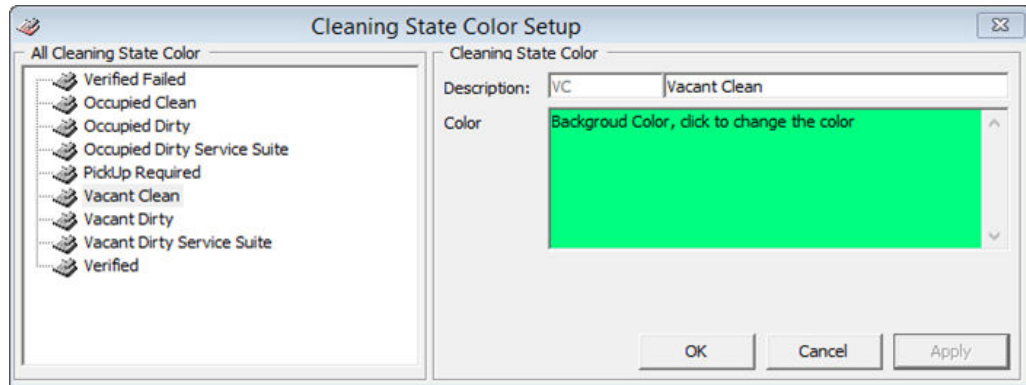 Cleaning State Color Setup
All Cleaning State Color
Verified Failed
Occupied Clean
Occupied Dirty
Occupied Dirty Service Suite
PickUp Required
Vacant Clean
Vacant Dirty
Vacant Dirty Service Suite
Verified
Cleaning State Color
Description: VC Vacant Clean
Color Backgroud Color, click to change the color
OK Cancel Apply